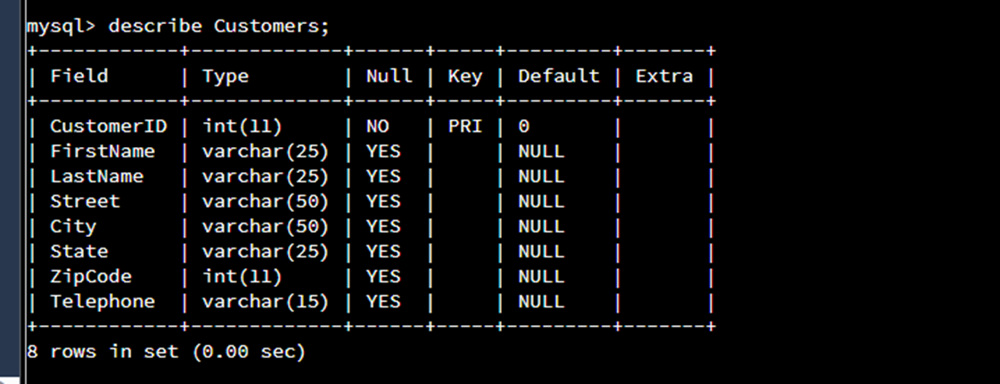 mysql> describe Customers;
+------------+-------------+------+-----+---------+-------+
| Field      | Type        | Null | Key | Default | Extra |
+------------+-------------+------+-----+---------+-------+
| CustomerID | int(11)     | NO   | PRI | 0       |       |
| FirstName  | varchar(25) | YES  |     | NULL    |       |
| LastName   | varchar(25) | YES  |     | NULL    |       |
| Street     | varchar(50) | YES  |     | NULL    |       |
| City       | varchar(50) | YES  |     | NULL    |       |
| State      | varchar(25) | YES  |     | NULL    |       |
| ZipCode    | int(11)     | YES  |     | NULL    |       |
| Telephone  | varchar(15) | YES  |     | NULL    |       |
+------------+-------------+------+-----+---------+-------+
8 rows in set (0.00 sec)